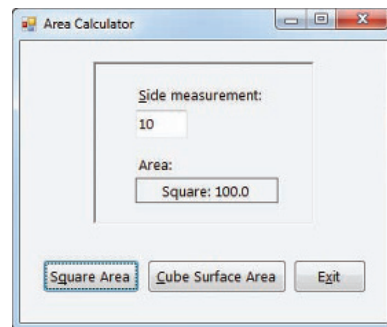 Area Calculator
Side measurement:
10
Area:
Square: 100.0
Square Area Cube Surface Area Exit